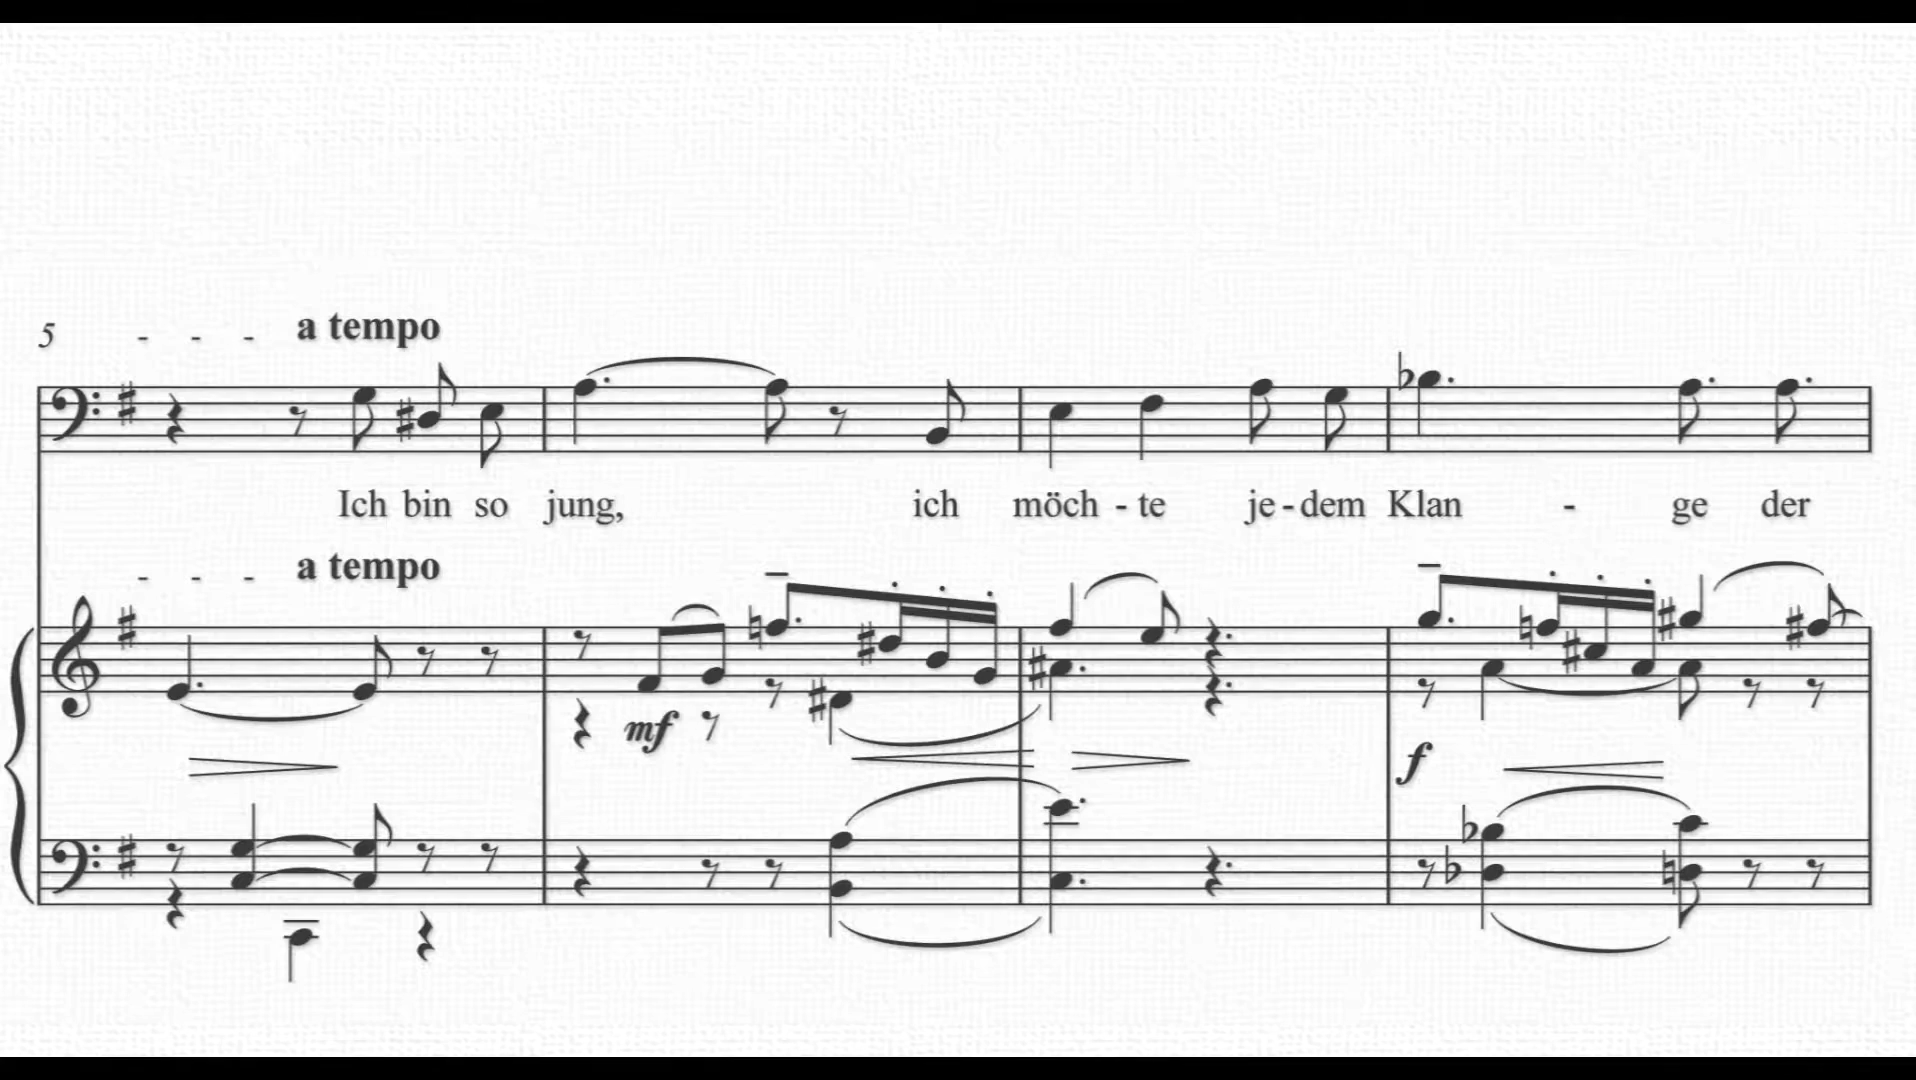 5 - - - a tempo
Ich bin so jung, ich möch - te je - dem Klan - ge der
- - - a tempo
mf f